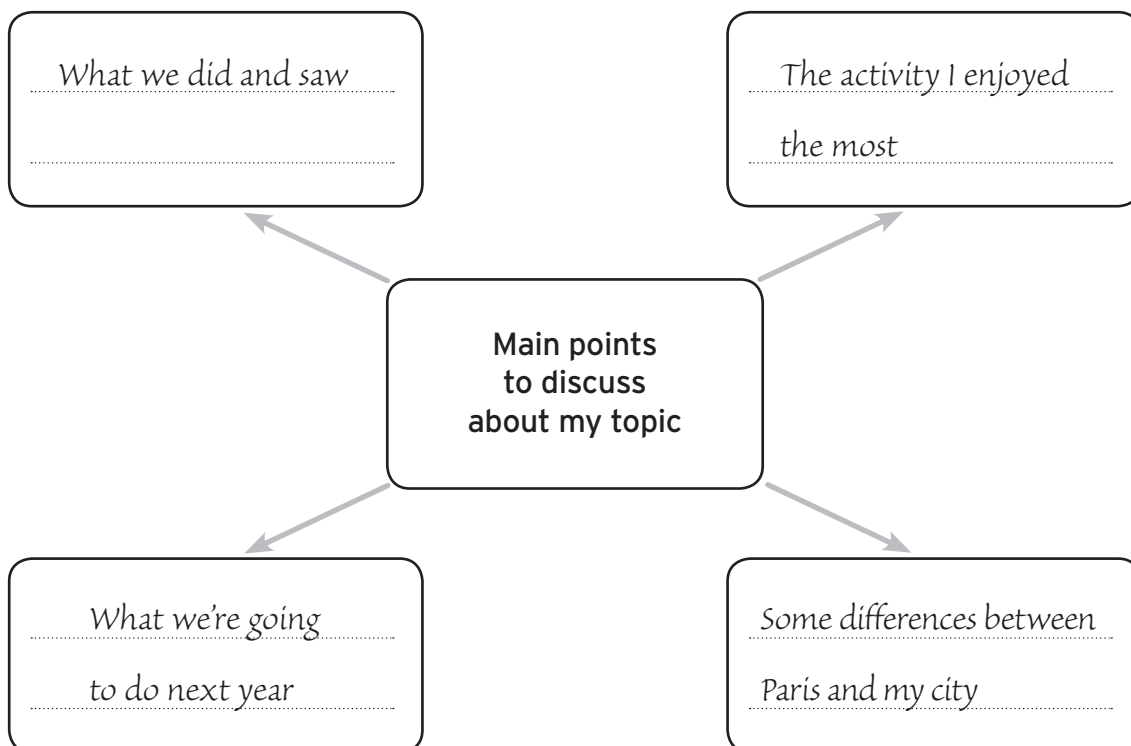 What we did and saw
The activity I enjoyed
the most
Main points
to discuss
about my topic
What we're going
to do next year
Some differences between
Paris and my city